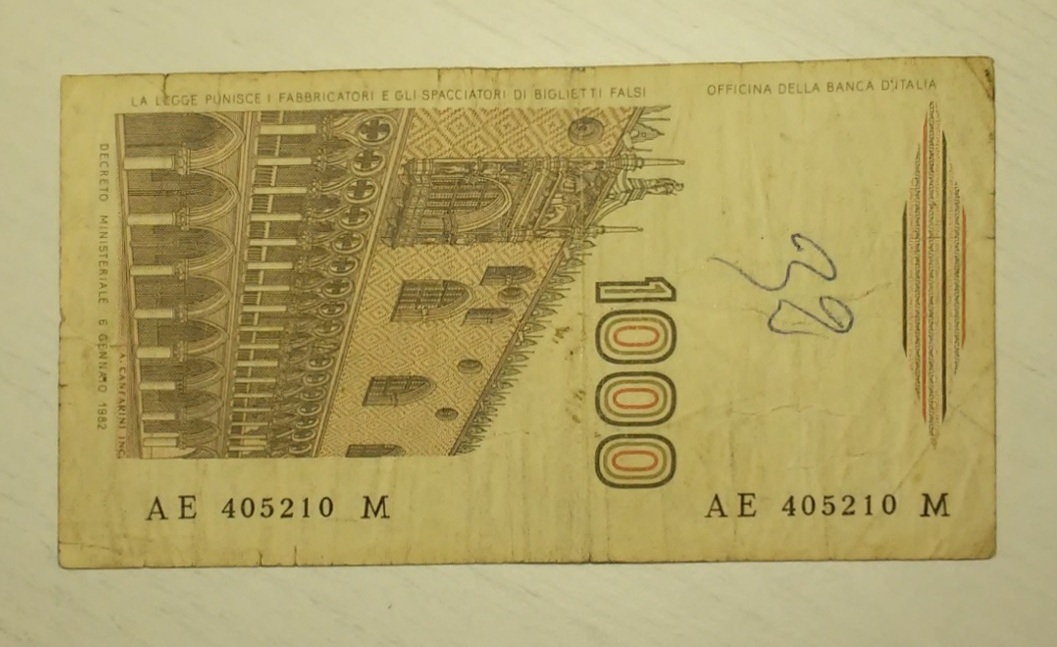 LA LEGGE PUNISCE I FABBRICATORI E GLI SPACCIATORI DI BIGLIETTI FALSI
OFFICINA DELLA BANCA D'ITALIA
DECRETO MINISTERIALE 6 GENNAIO 1982
A. CANFARINI INC.
1000
AE 405210 M
AE 405210 M